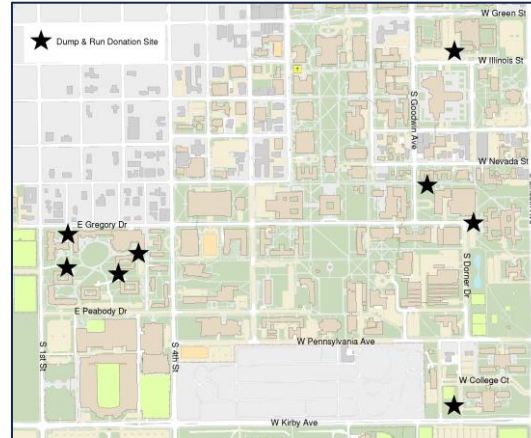 W Green St
Dump & Run Donation Site
W Illinois St
S Goodwin Ave
W Nevada St
E Gregory Dr
S Dorner Dr
E Peabody Dr
S 1st St
S 4th St
W Pennsylvania Ave
W College Ct
W Kirby Ave